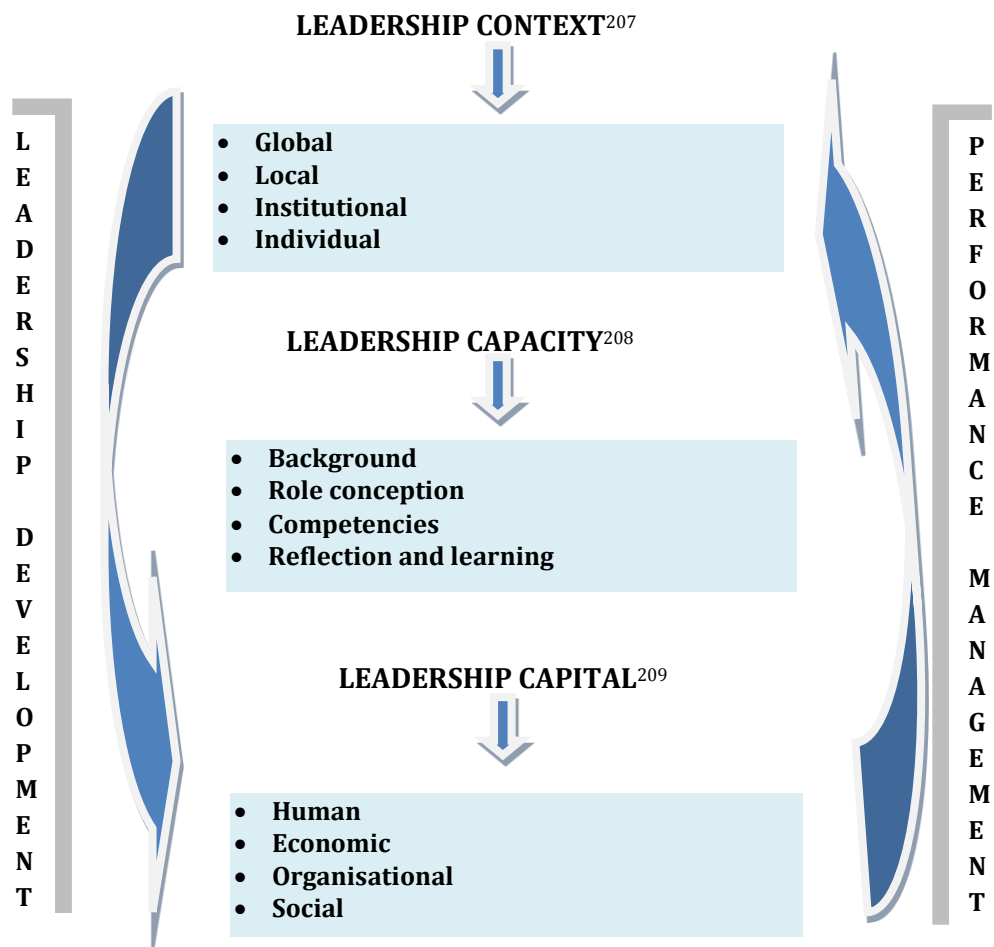 LEADERSHIP CONTEXT207
• Global
• Local
• Institutional
• Individual
LEADERSHIP CAPACITY208
• Background
• Role conception
• Competencies
• Reflection and learning
LEADERSHIP CAPITAL209
• Human
• Economic
• Organisational
• Social
LEADERSHIP DEVELOPMENT
PERFORMANCE MANAGEMENT